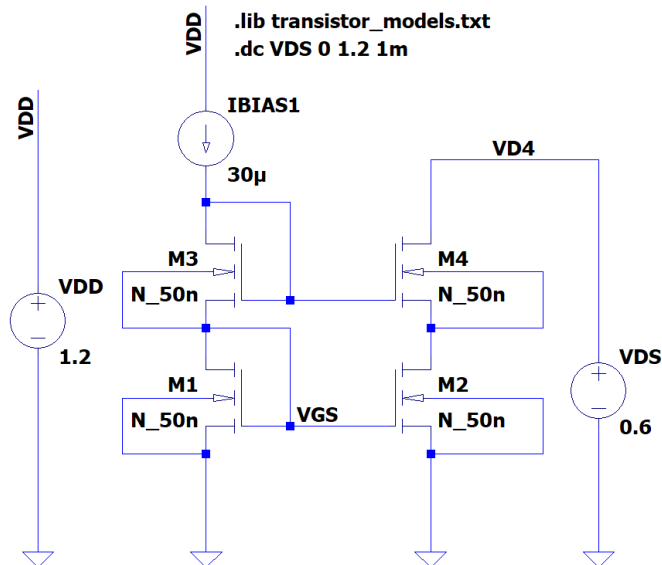 .lib transistor_models.txt
.dc VDS 0 1.2 1m
VDD
VDD
IBIAS1
30µ
VD4
M3
M4
N_50n
N_50n
VDD
1.2
VDS
0.6
M1
M2
N_50n
VGS
N_50n